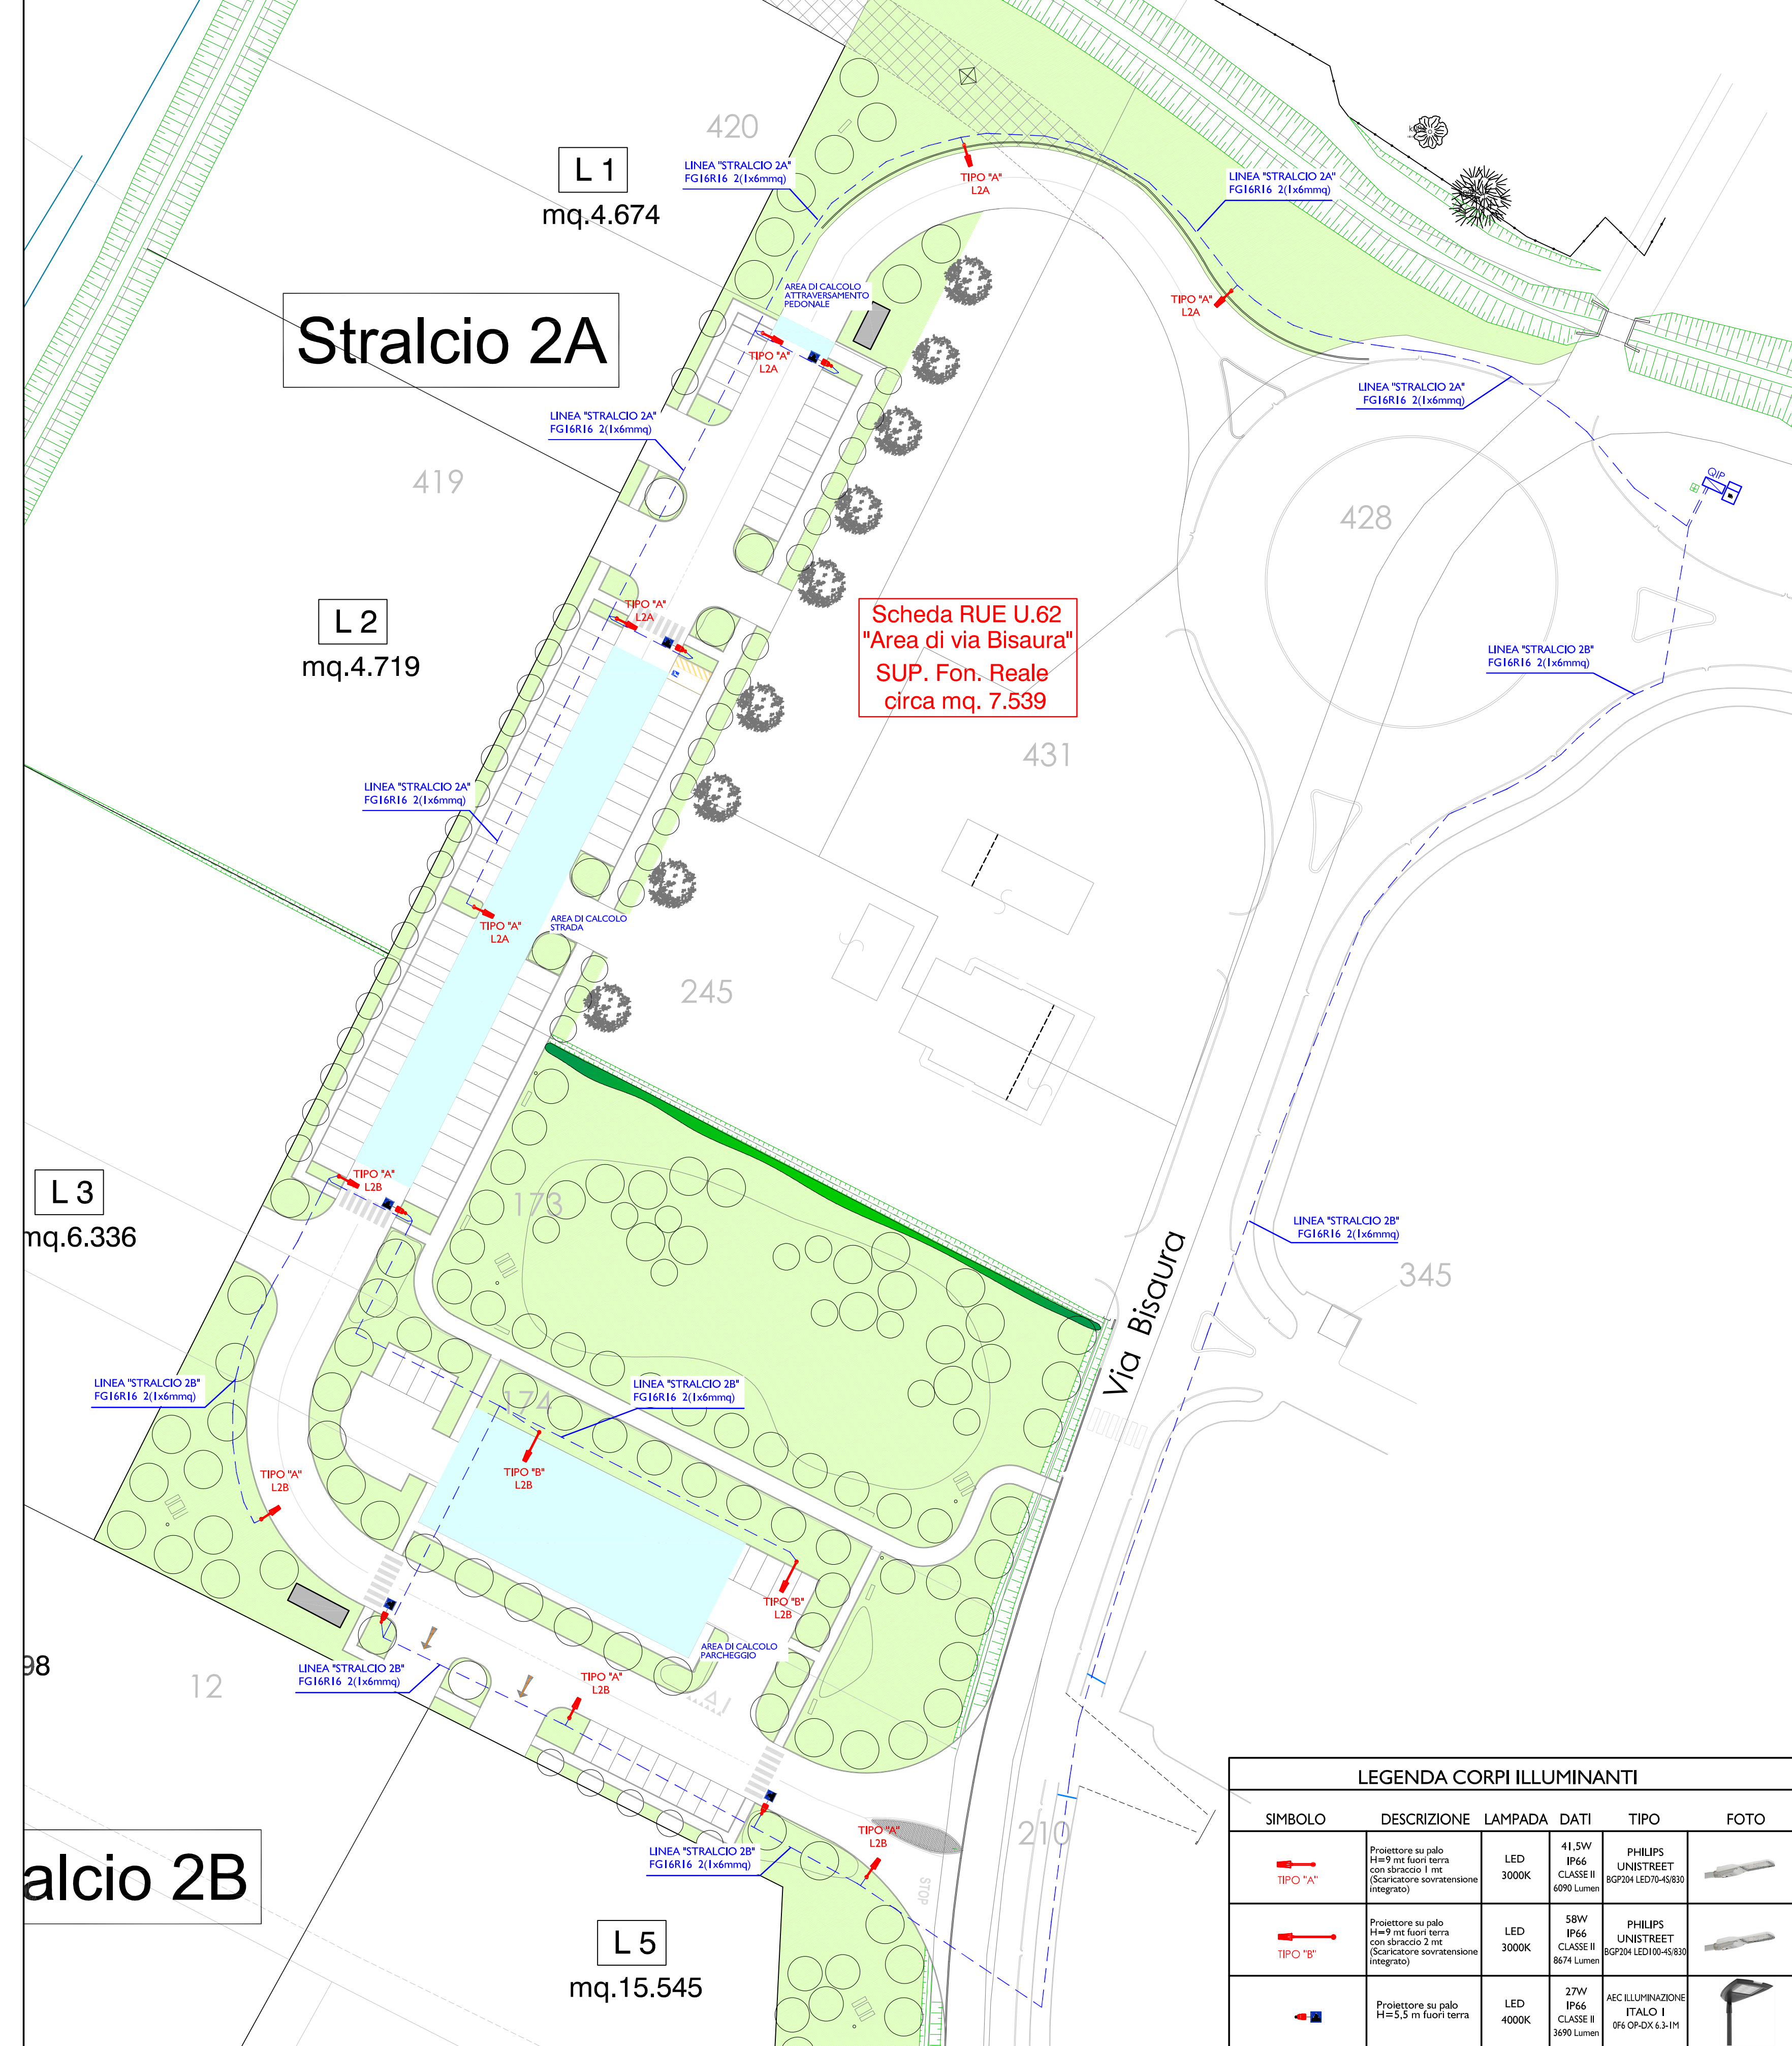 420
L 1
mq.4.674
LINEA "STRALCIO 2A"
FG16R16 2(1x6mmq)
TIPO "A"
L2A
LINEA "STRALCIO 2A"
FG16R16 2(1x6mmq)
Stralcio 2A
AREA DI CALCOLO
ATTRAVERSAMENTO
PEDONALE
TIPO "A"
L2A
TIPO "A"
L2A
LINEA "STRALCIO 2A"
FG16R16 2(1x6mmq)
LINEA "STRALCIO 2A"
FG16R16 2(1x6mmq)
419
428
QIP
L 2
mq.4.719
TIPO "A"
L2A
Scheda RUE U.62
"Area di via Bisaura"
SUP. Fon. Reale
circa mq. 7.539
LINEA "STRALCIO 2B"
FG16R16 2(1x6mmq)
431
LINEA "STRALCIO 2A"
FG16R16 2(1x6mmq)
TIPO "A"
L2A
AREA DI CALCOLO
STRADA
245
L 3
mq.6.336
TIPO "A"
L2B
173
LINEA "STRALCIO 2B"
FG16R16 2(1x6mmq)
345
Via Bisaura
LINEA "STRALCIO 2B"
FG16R16 2(1x6mmq)
174
LINEA "STRALCIO 2B"
FG16R16 2(1x6mmq)
TIPO "B"
L2B
TIPO "A"
L2B
TIPO "B"
L2B
AREA DI CALCOLO
PARCHEGGIO
98
12
LINEA "STRALCIO 2B"
FG16R16 2(1x6mmq)
TIPO "A"
L2B
TIPO "A"
L2B
210
LINEA "STRALCIO 2B"
FG16R16 2(1x6mmq)
STOP
alcio 2B
L 5
mq.15.545
LEGENDA CORPI ILLUMINANTI
SIMBOLO DESCRIZIONE LAMPADA DATI TIPO FOTO
TIPO "A"
Proiettore su palo
H=9 mt fuori terra
con sbraccio 1 mt
(Scaricatore sovratensione
integrato)
LED
3000K
41,5W
IP66
CLASSE II
6090 Lumen
PHILIPS
UNISTREET
BGP204 LED70-4S/830
TIPO "B"
Proiettore su palo
H=9 mt fuori terra
con sbraccio 2 mt
(Scaricatore sovratensione
integrato)
LED
3000K
58W
IP66
CLASSE II
8674 Lumen
PHILIPS
UNISTREET
BGP204 LED100-4S/830
Proiettore su palo
H=5,5 m fuori terra
LED
4000K
27W
IP66
CLASSE II
3690 Lumen
AEC ILLUMINAZIONE
ITALO 1
0F6 OP-DX 6.3-1M